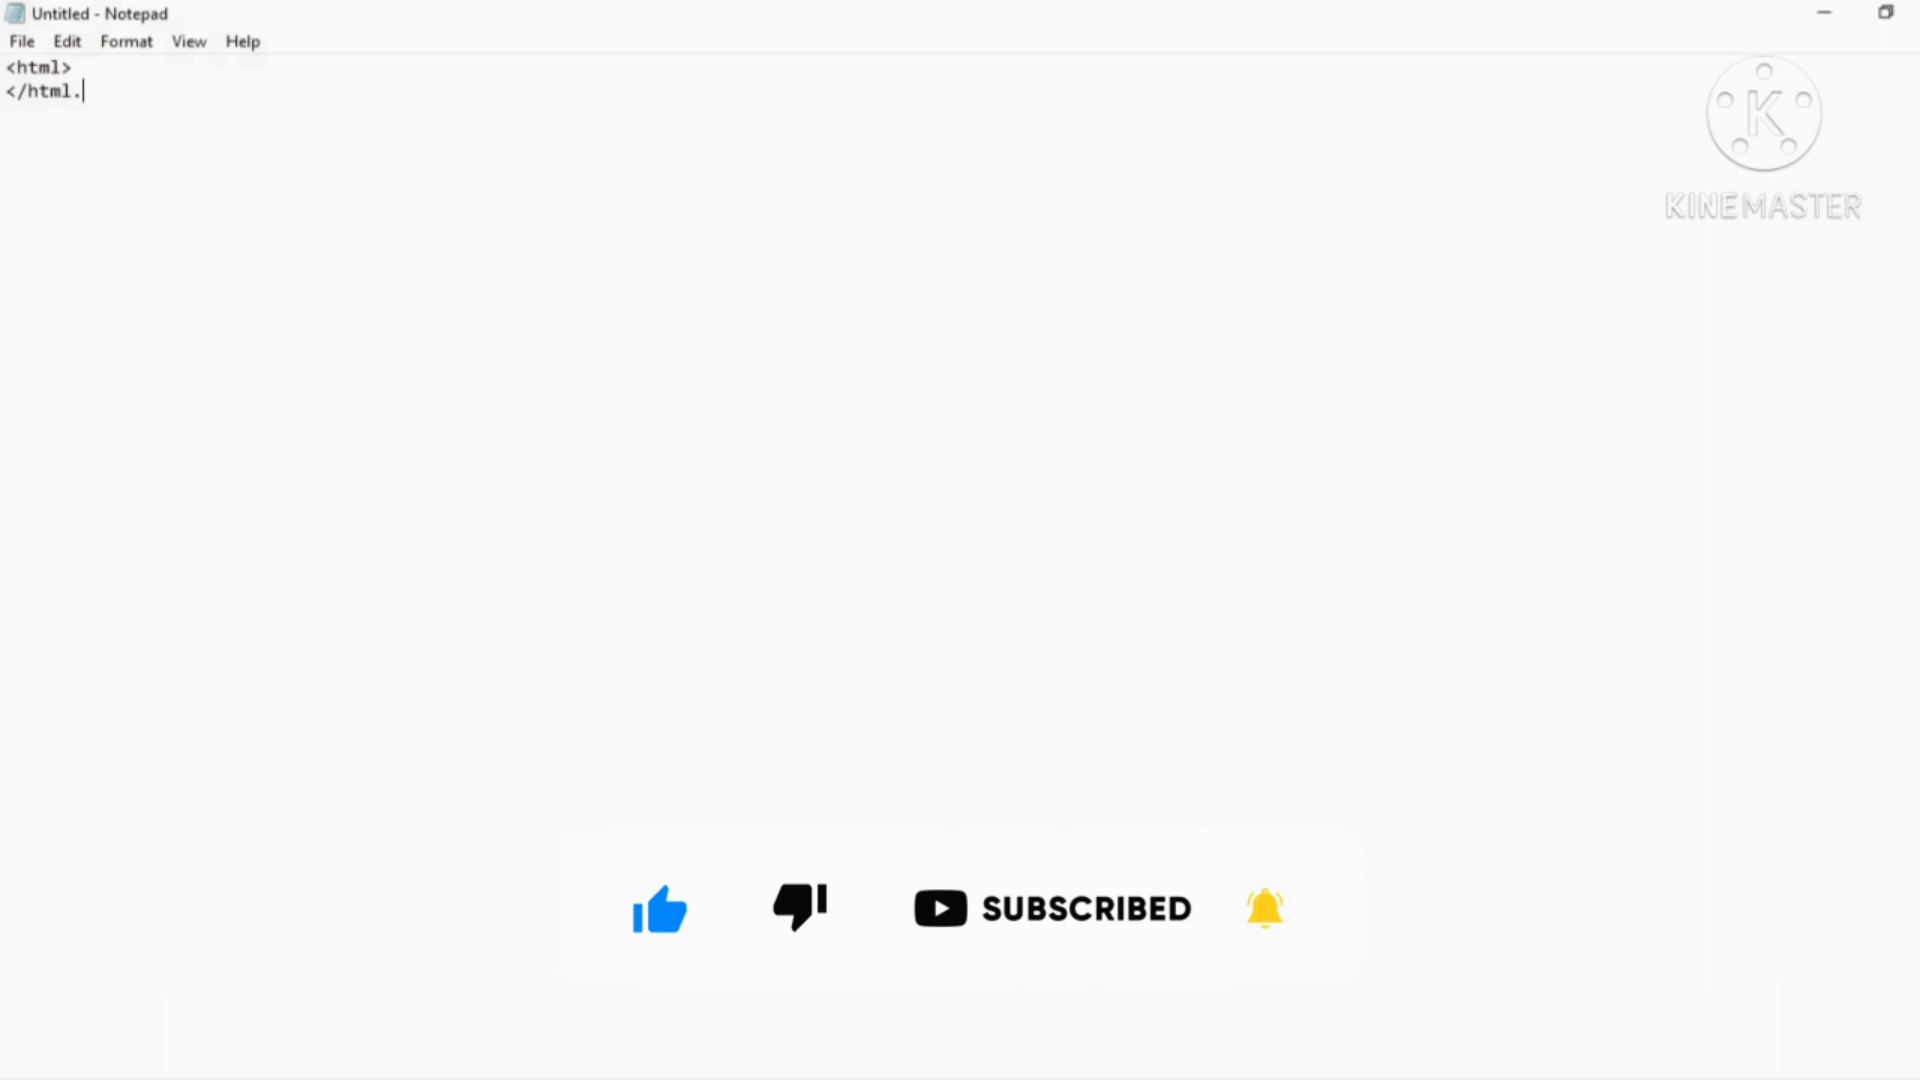 Untitled - Notepad
File Edit Format View Help
<html>
</html.
K
KINEMASTER
SUBSCRIBED